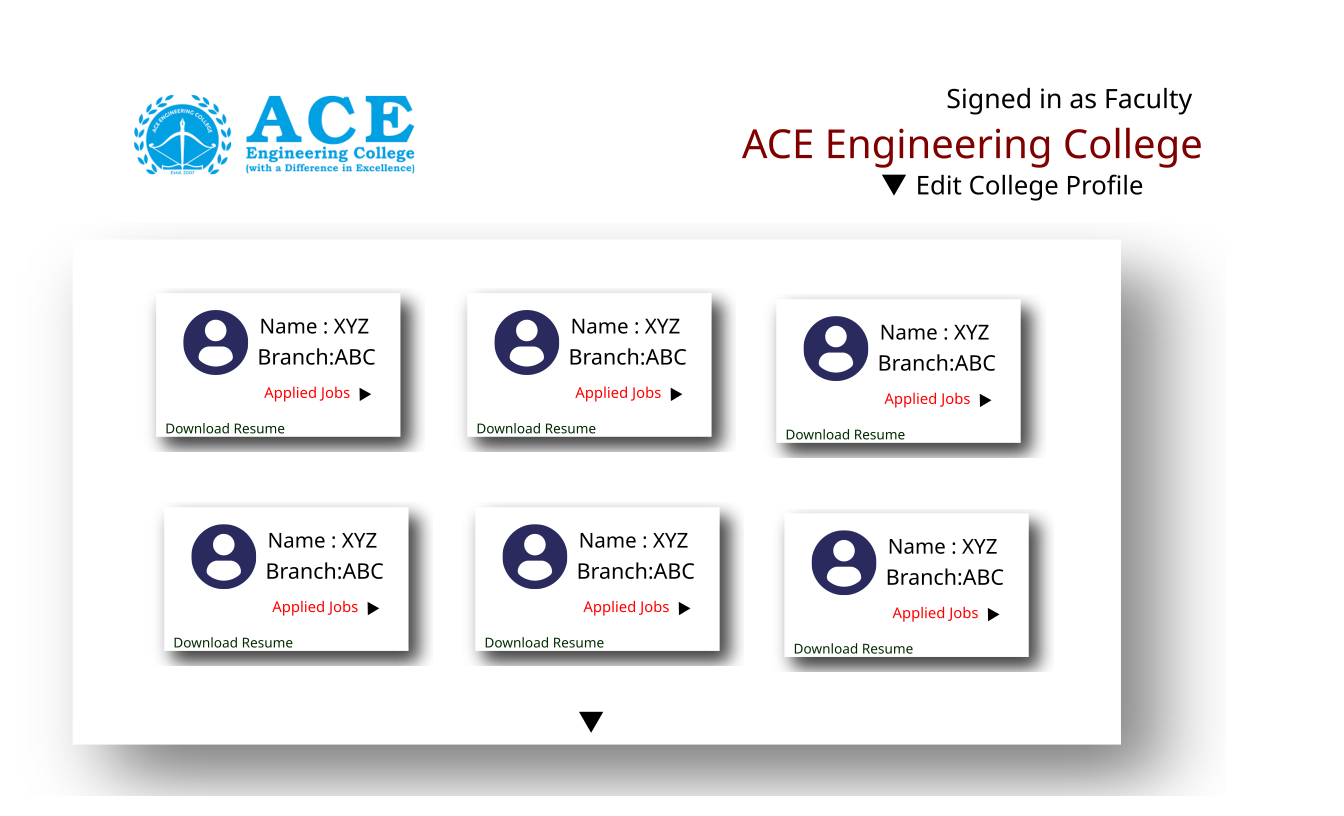 ACE ENGINEERING COLLEGE
Estd. 2007
ACE
Engineering College
(with a Difference in Excellence)
Signed in as Faculty
ACE Engineering College
Edit College Profile
Name : XYZ
Branch:ABC
Applied Jobs
Download Resume
Name : XYZ
Branch:ABC
Applied Jobs
Download Resume
Name : XYZ
Branch:ABC
Applied Jobs
Download Resume
Name : XYZ
Branch:ABC
Applied Jobs
Download Resume
Name : XYZ
Branch:ABC
Applied Jobs
Download Resume
Name : XYZ
Branch:ABC
Applied Jobs
Download Resume